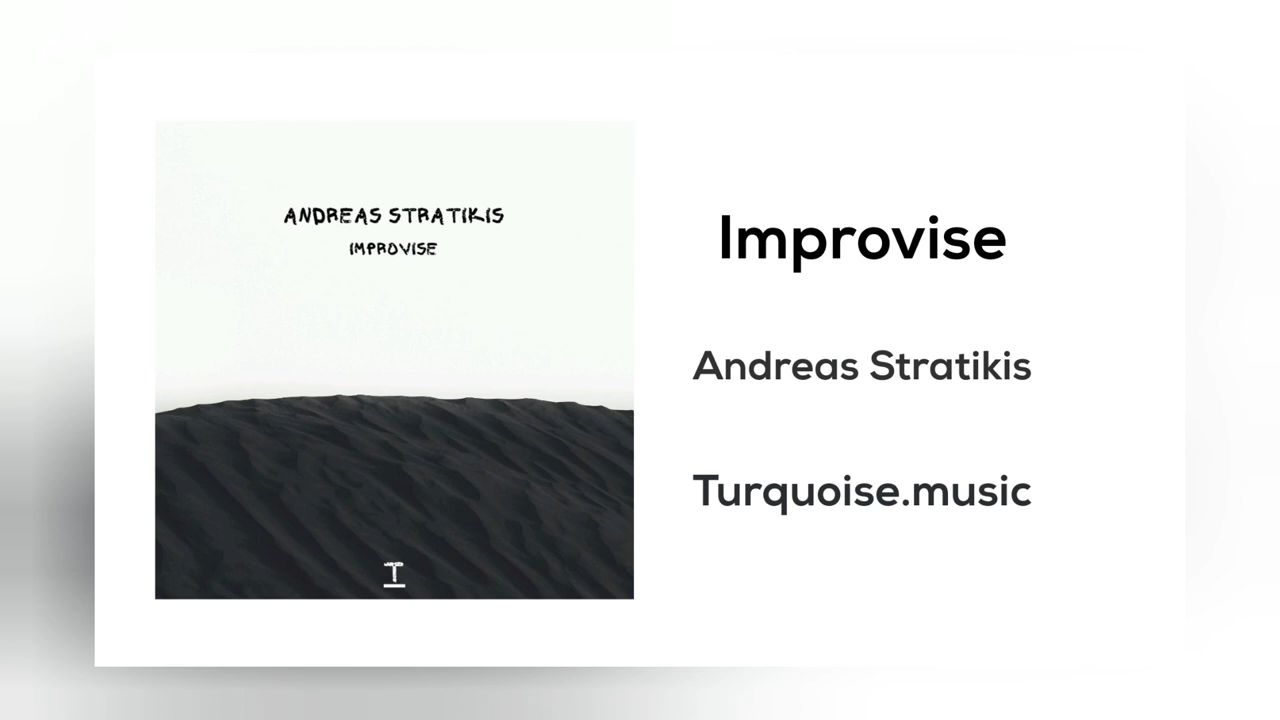 ANDREAS STRATIKIS
IMPROVISE
T
Improvise
Andreas Stratikis
Turquoise.music